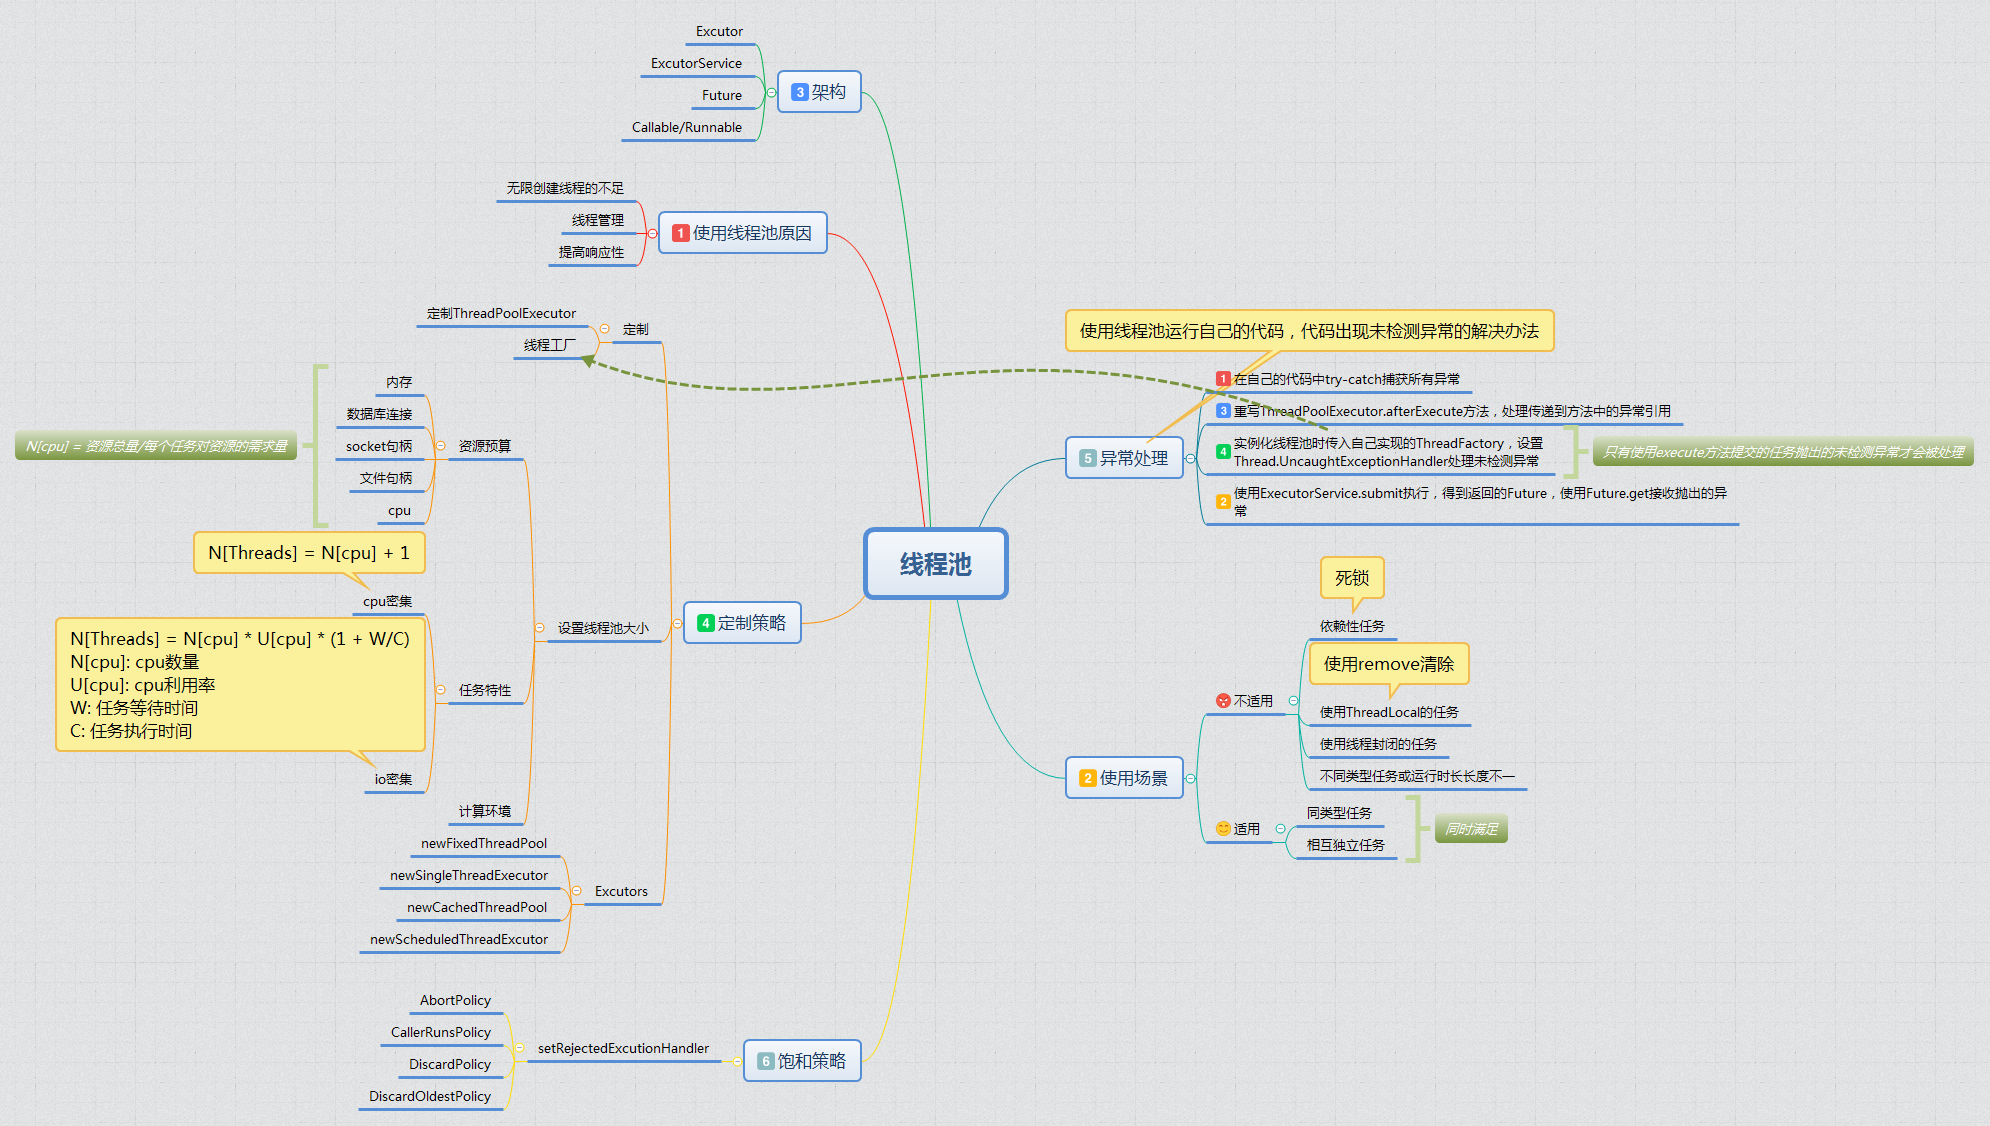 线程池
3 架构
Excutor
ExcutorService
Future
Callable/Runnable
1 使用线程池原因
无限创建线程的不足
线程管理
提高响应性
4 定制策略
定制
定制ThreadPoolExecutor
线程工厂
设置线程池大小
资源预算
内存
数据库连接
socket句柄
文件句柄
cpu
N[cpu] = 资源总量/每个任务对资源的需求量
任务特性
N[Threads] = N[cpu] + 1
cpu密集
N[Threads] = N[cpu] * U[cpu] * (1 + W/C)
N[cpu]: cpu数量
U[cpu]: cpu利用率
W: 任务等待时间
C: 任务执行时间
io密集
计算环境
Excutors
newFixedThreadPool
newSingleThreadExecutor
newCachedThreadPool
newScheduledThreadExcutor
6 饱和策略
setRejectedExcutionHandler
AbortPolicy
CallerRunsPolicy
DiscardPolicy
DiscardOldestPolicy
使用线程池运行自己的代码，代码出现未检测异常的解决办法
5 异常处理
1 在自己的代码中try-catch捕获所有异常
3 重写ThreadPoolExecutor.afterExecute方法，处理传递到方法中的异常引用
4 实例化线程池时传入自己实现的ThreadFactory，设置
Thread.UncaughtExceptionHandler处理未检测异常
只有使用execute方法提交的任务抛出的未检测异常才会被处理
2 使用ExecutorService.submit执行，得到返回的Future，使用Future.get接收抛出的异
常
2 使用场景
不适用
死锁
依赖性任务
使用remove清除
使用ThreadLocal的任务
使用线程封闭的任务
不同类型任务或运行时长长度不一
适用
同类型任务
相互独立任务
同时满足